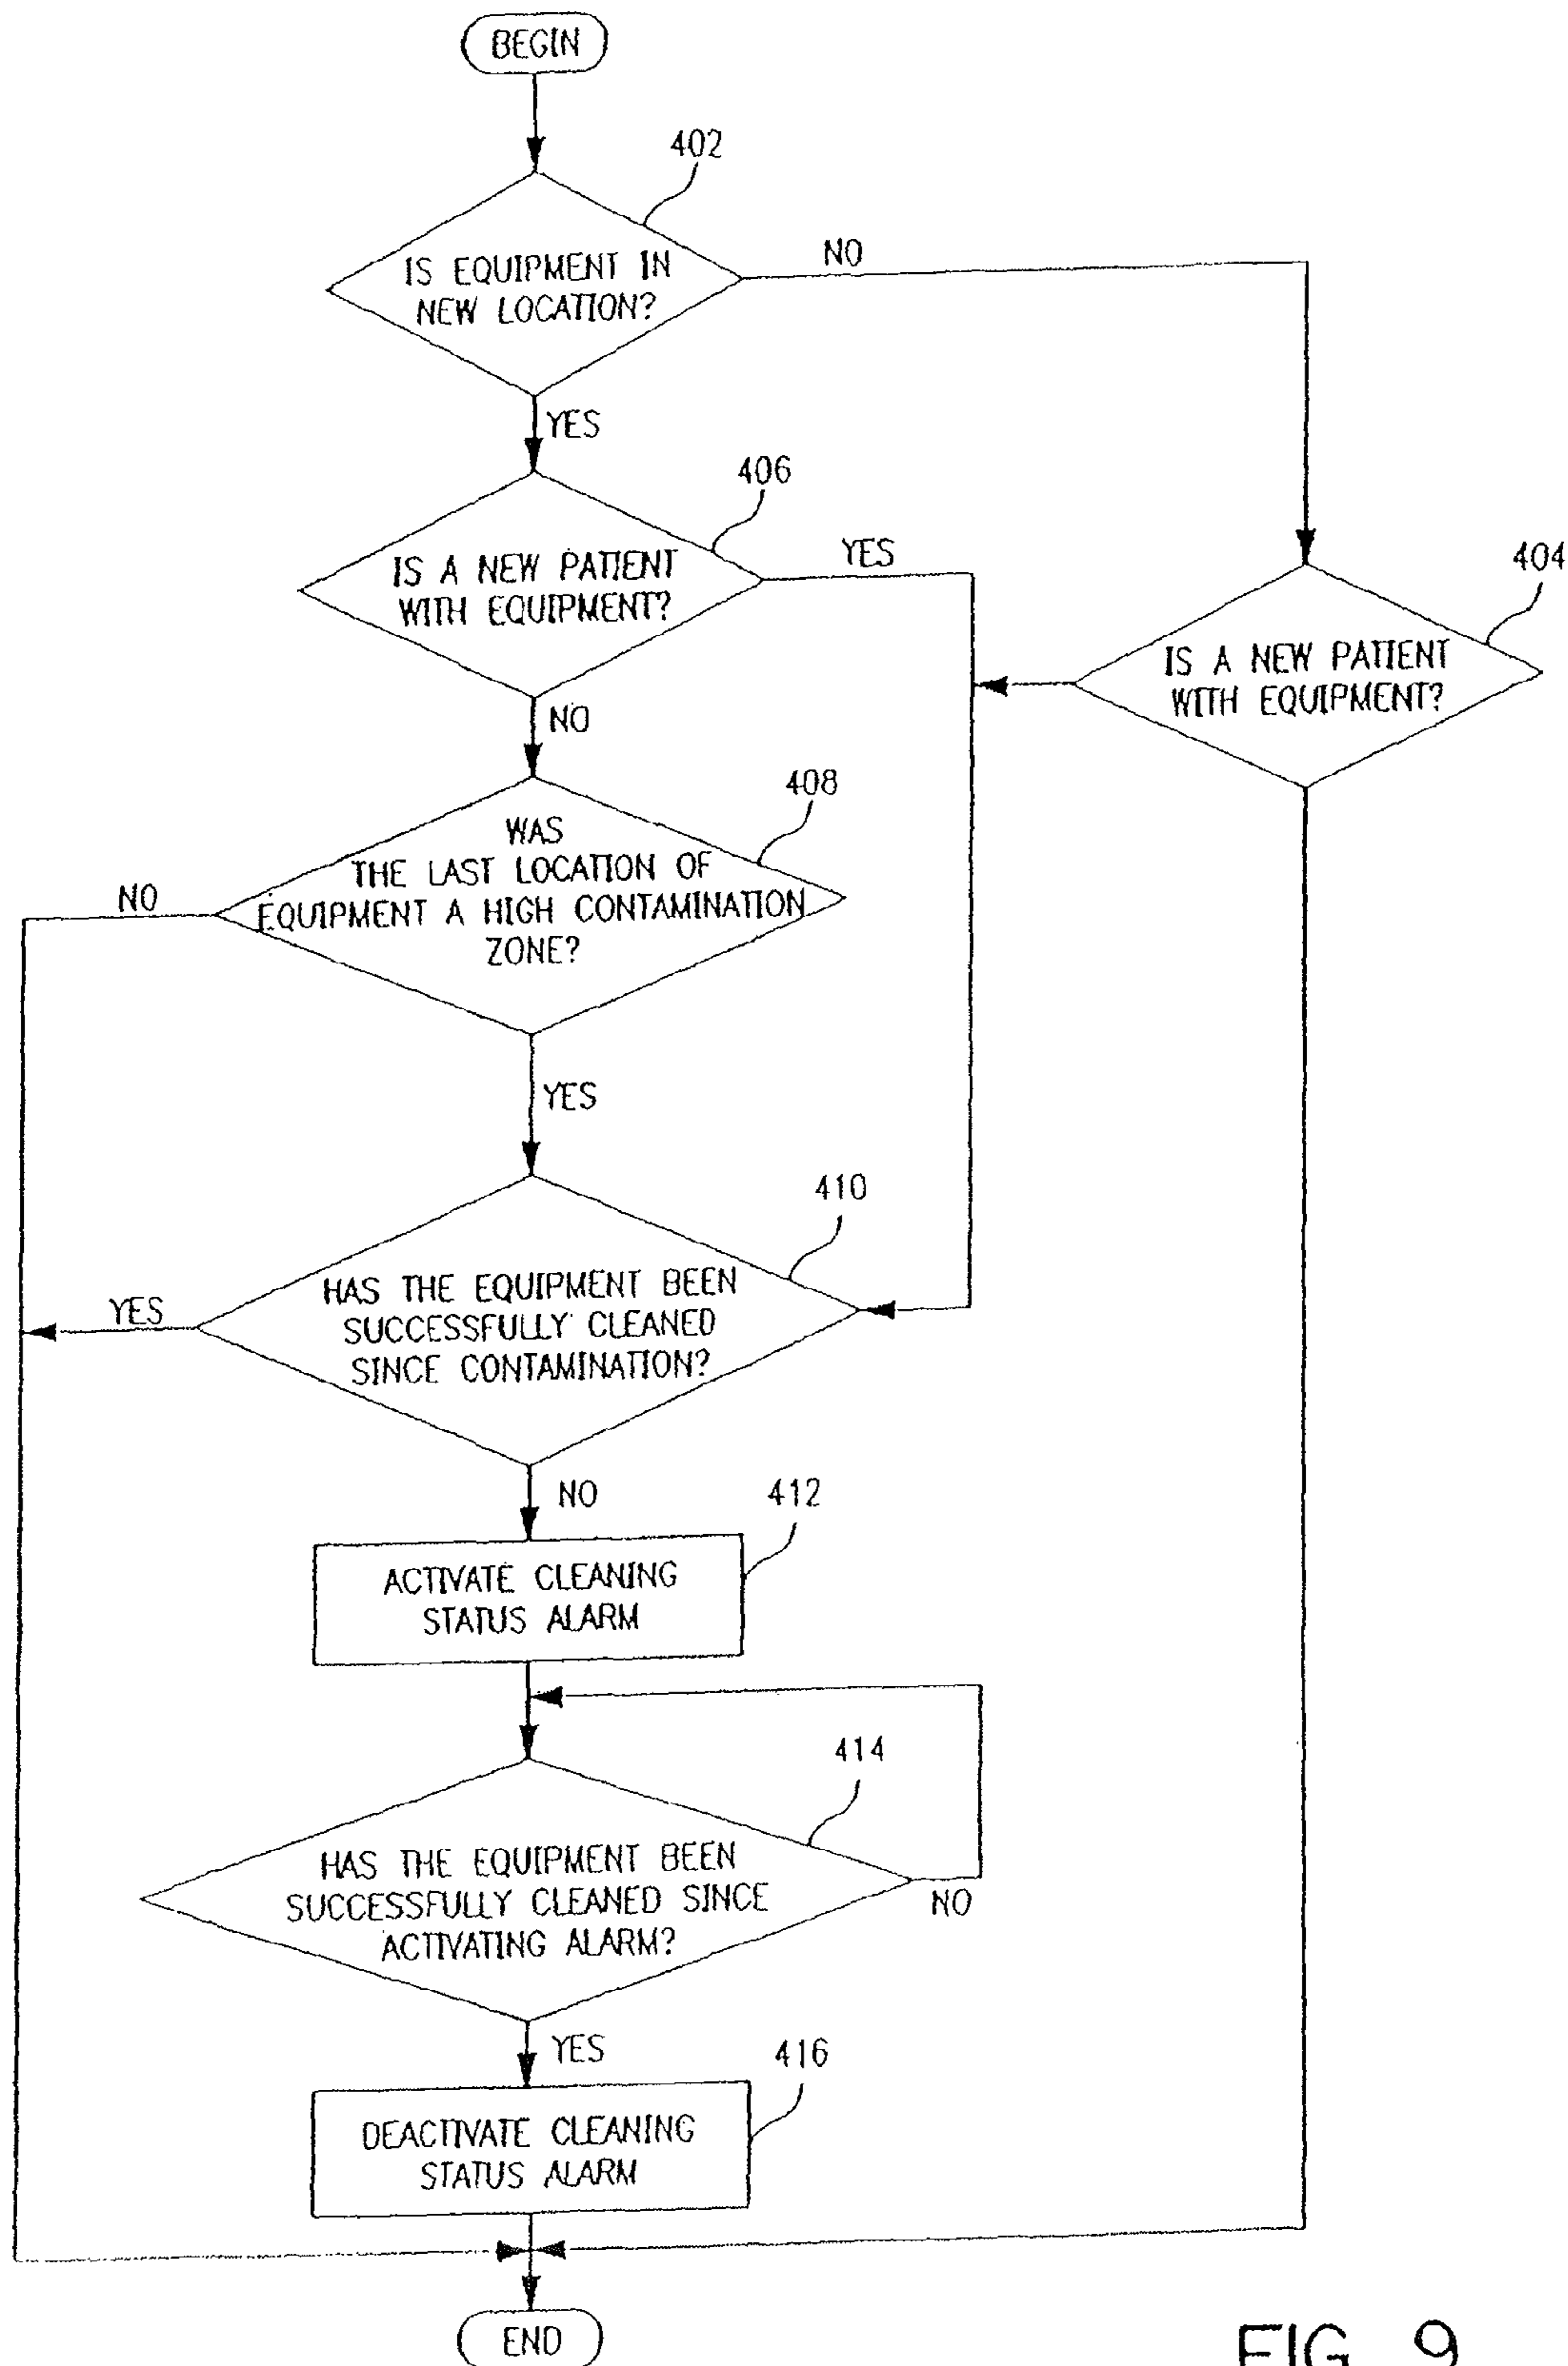 BEGIN
402
IS EQUIPMENT IN
NEW LOCATION?
NO
YES
406
IS A NEW PATIENT
WITH EQUIPMENT?
YES
404
IS A NEW PATIENT
WITH EQUIPMENT?
NO
408
WAS
THE LAST LOCATION OF
EQUIPMENT A HIGH CONTAMINATION
ZONE?
NO
YES
410
HAS THE EQUIPMENT BEEN
SUCCESSFULLY CLEANED
SINCE CONTAMINATION?
YES
NO
412
ACTIVATE CLEANING
STATUS ALARM
414
HAS THE EQUIPMENT BEEN
SUCCESSFULLY CLEANED SINCE
ACTIVATING ALARM?
NO
YES
416
DEACTIVATE CLEANING
STATUS ALARM
END
FIG. 9